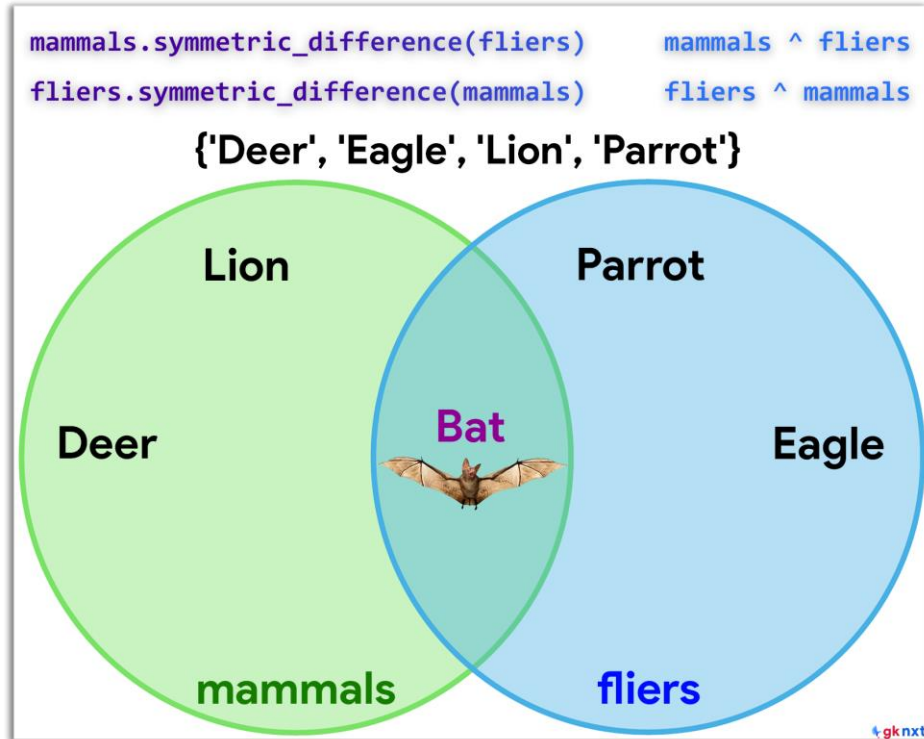 mammals.symmetric_difference(fliers) mammals ^ fliers
fliers.symmetric_difference(mammals) fliers ^ mammals
{'Deer', 'Eagle', 'Lion', 'Parrot'}
Lion Parrot
Deer Bat Eagle
mammals fliers
gknxt